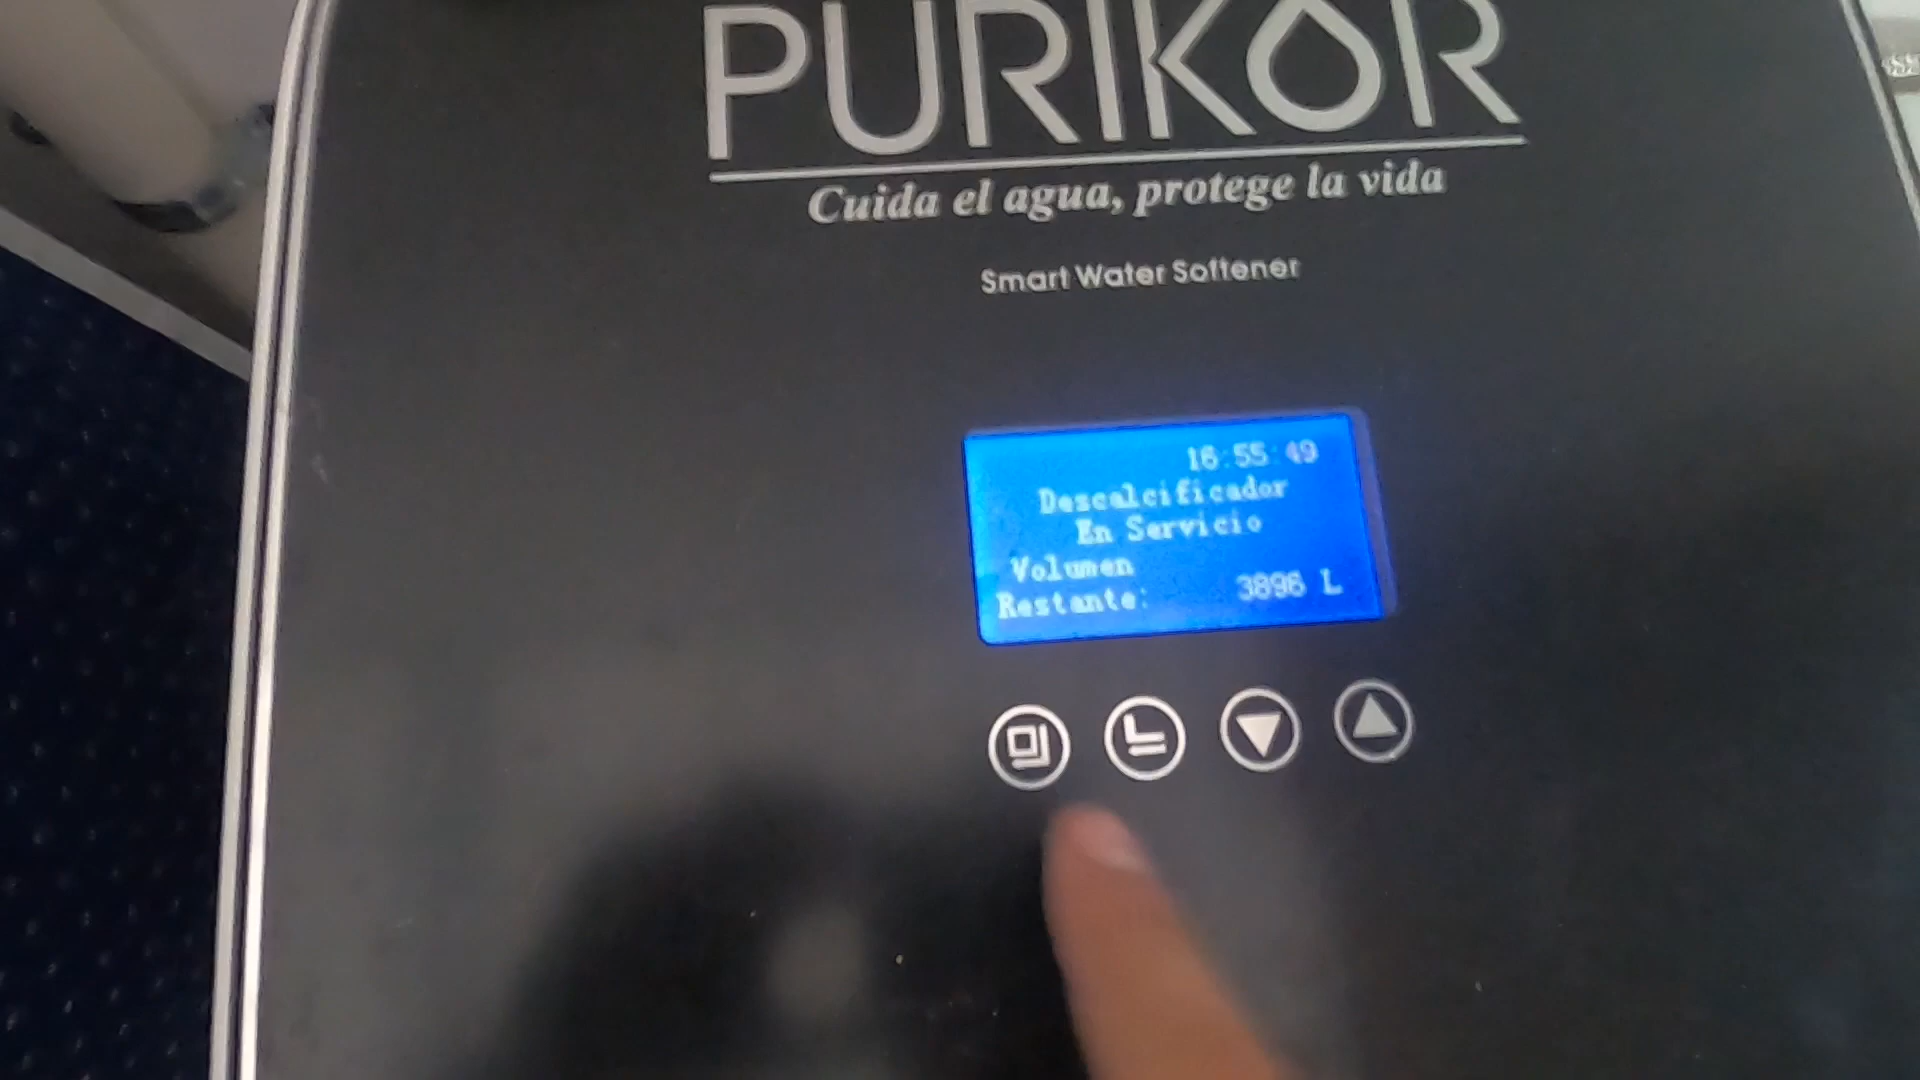 PURIKOR
Cuida el agua, protege la vida
Smart Water Softener
16:55:49
Descalcificador
En Servicio
Volumen
Restante: 3896 L